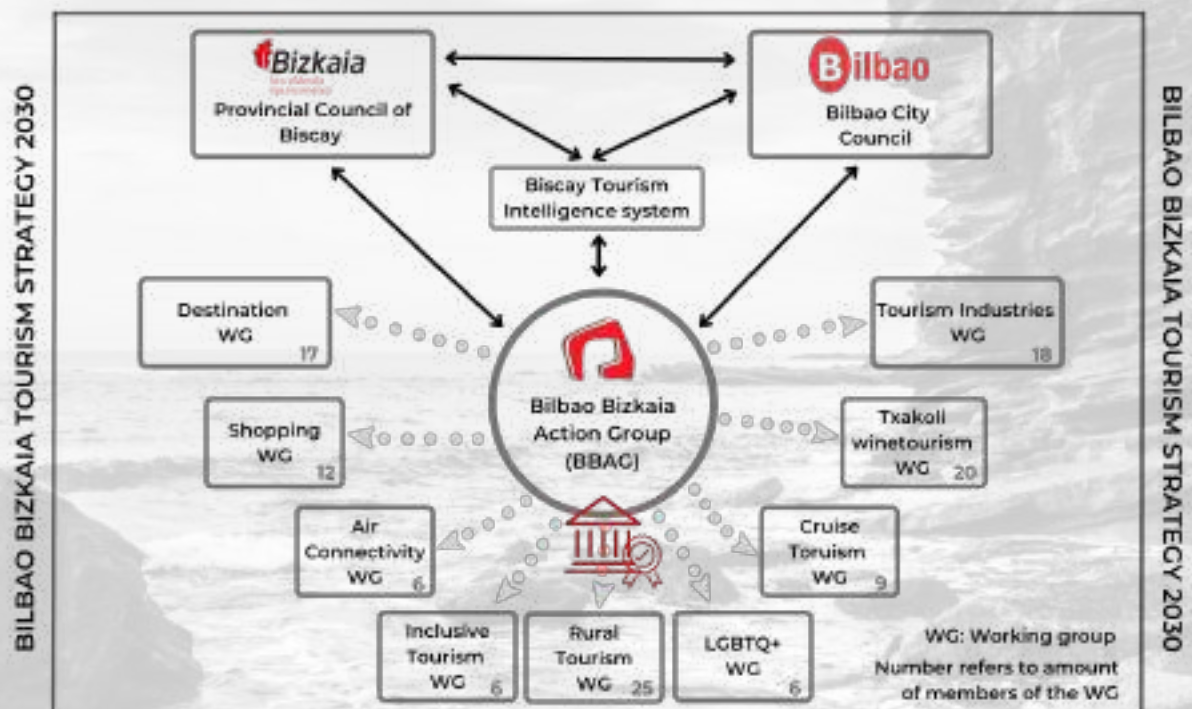 BILBAO BIZKAIA TOURISM STRATEGY 2030
Bizkaia
Provincial Council of
Biscay
Bilbao
Bilbao City
Council
Biscay Tourism
Intelligence system
Destination
WG
17
Tourism Industries
WG
18
Bilbao Bizkaia
Action Group
(BBAG)
Shopping
WG
12
Txakoli
winetourism
WG
20
Air
Connectivity
WG
6
Cruise
Toruism
WG
9
Inclusive
Tourism
WG
6
Rural
Tourism
WG
25
LGBTQ+
WG
6
WG: Working group
Number refers to amount
of members of the WG
BILBAO BIZKAIA TOURISM STRATEGY 2030